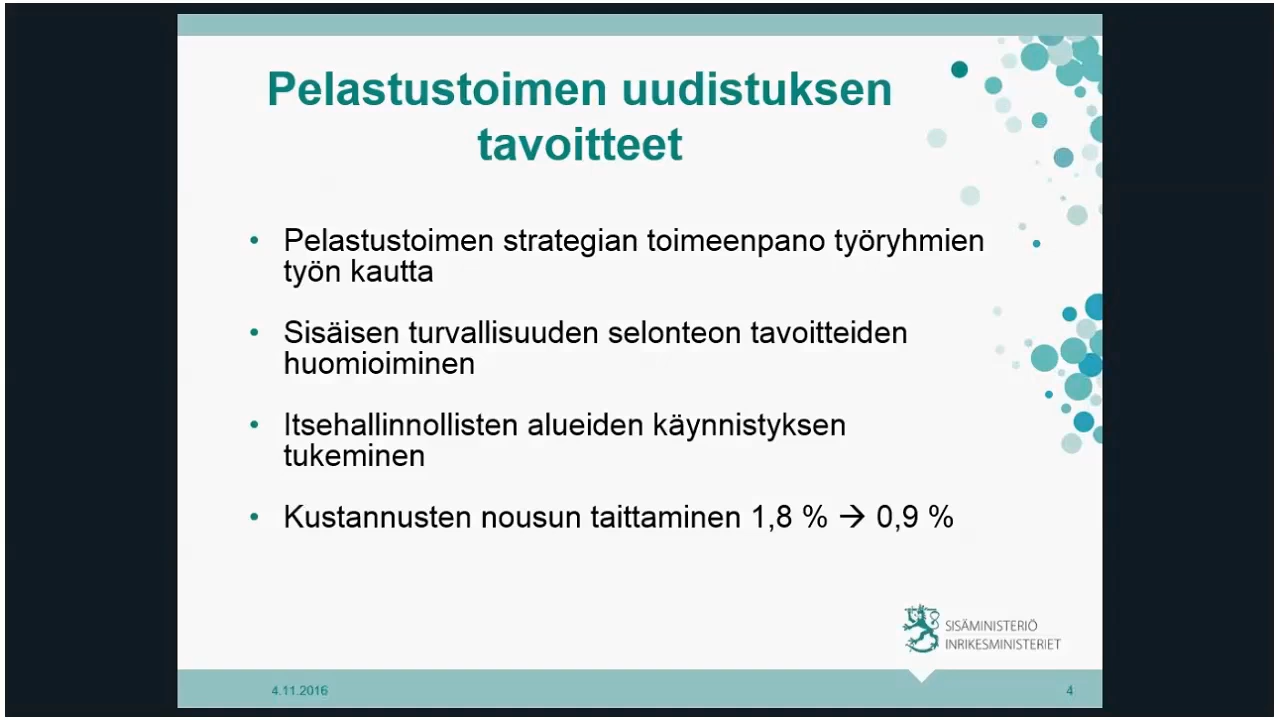 Pelastustoimen uudistuksen
tavoitteet
• Pelastustoimen strategian toimeenpano työryhmien
työn kautta
• Sisäisen turvallisuuden selonteon tavoitteiden
huomioiminen
• Itsehallinnollisten alueiden käynnistyksen
tukeminen
• Kustannusten nousun taittaminen 1,8 % → 0,9 %
SISÄMINISTERIÖ
INRIKESMINISTERIET
4.11.2016
4